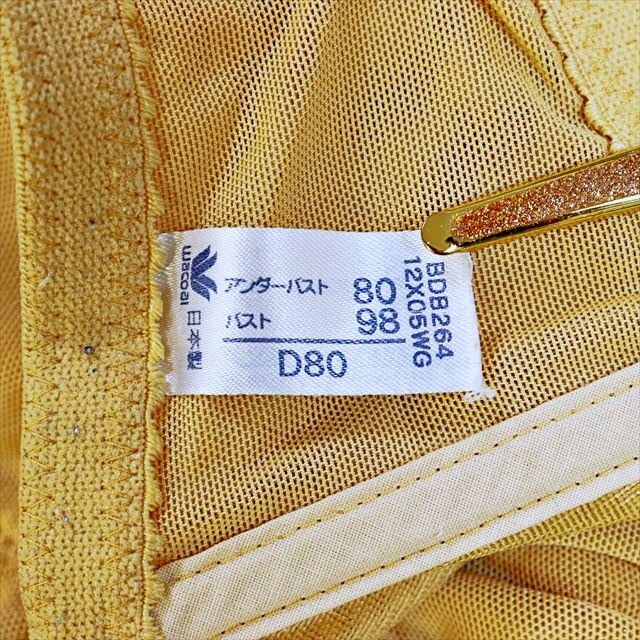 wacoal
日本製
アンダーバスト 80
バスト 98
D80
BDB264
12X05WG